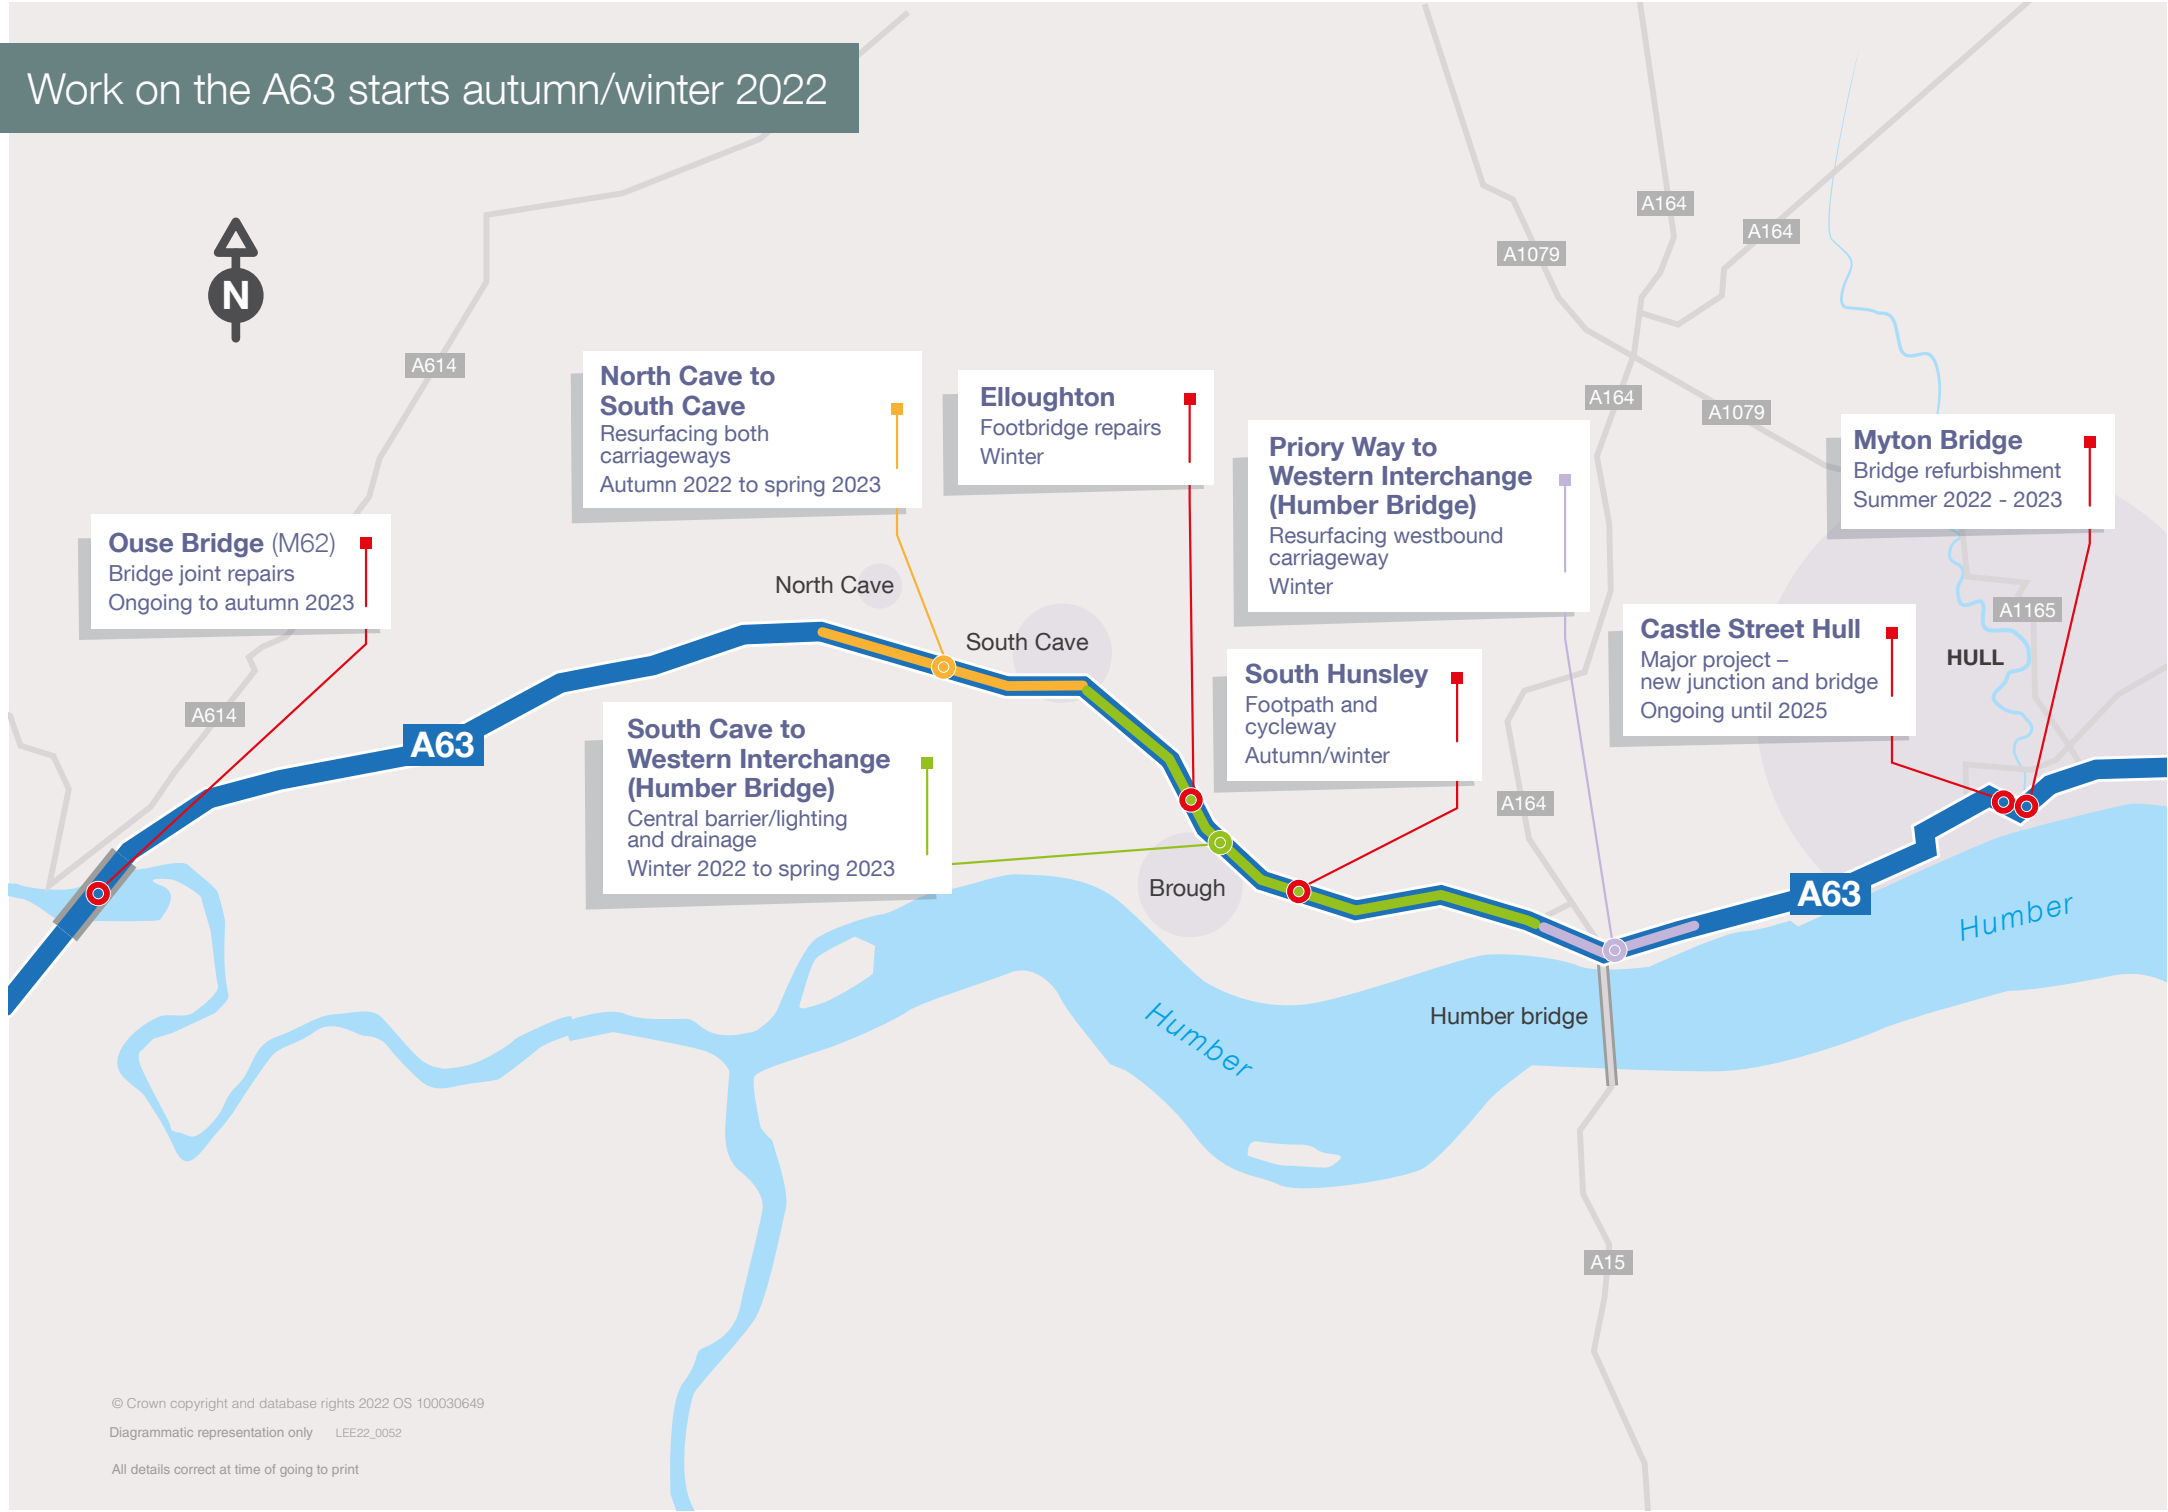 Work on the A63 starts autumn/winter 2022
N
A164
A164
A1079
A614
A164
A1079
North Cave to
South Cave
Resurfacing both
carriageways
Autumn 2022 to spring 2023
Elloughton
Footbridge repairs
Winter
Priory Way to
Western Interchange
(Humber Bridge)
Resurfacing westbound
carriageway
Winter
Myton Bridge
Bridge refurbishment
Summer 2022 - 2023
Ouse Bridge (M62)
Bridge joint repairs
Ongoing to autumn 2023
North Cave
South Cave
A1165
HULL
Castle Street Hull
Major project –
new junction and bridge
Ongoing until 2025
South Hunsley
Footpath and
cycleway
Autumn/winter
A614
A63
South Cave to
Western Interchange
(Humber Bridge)
Central barrier/lighting
and drainage
Winter 2022 to spring 2023
A164
Brough
A63
Humber
Humber
Humber bridge
A15
© Crown copyright and database rights 2022 OS 100030649
Diagrammatic representation only LEE22_0052
All details correct at time of going to print